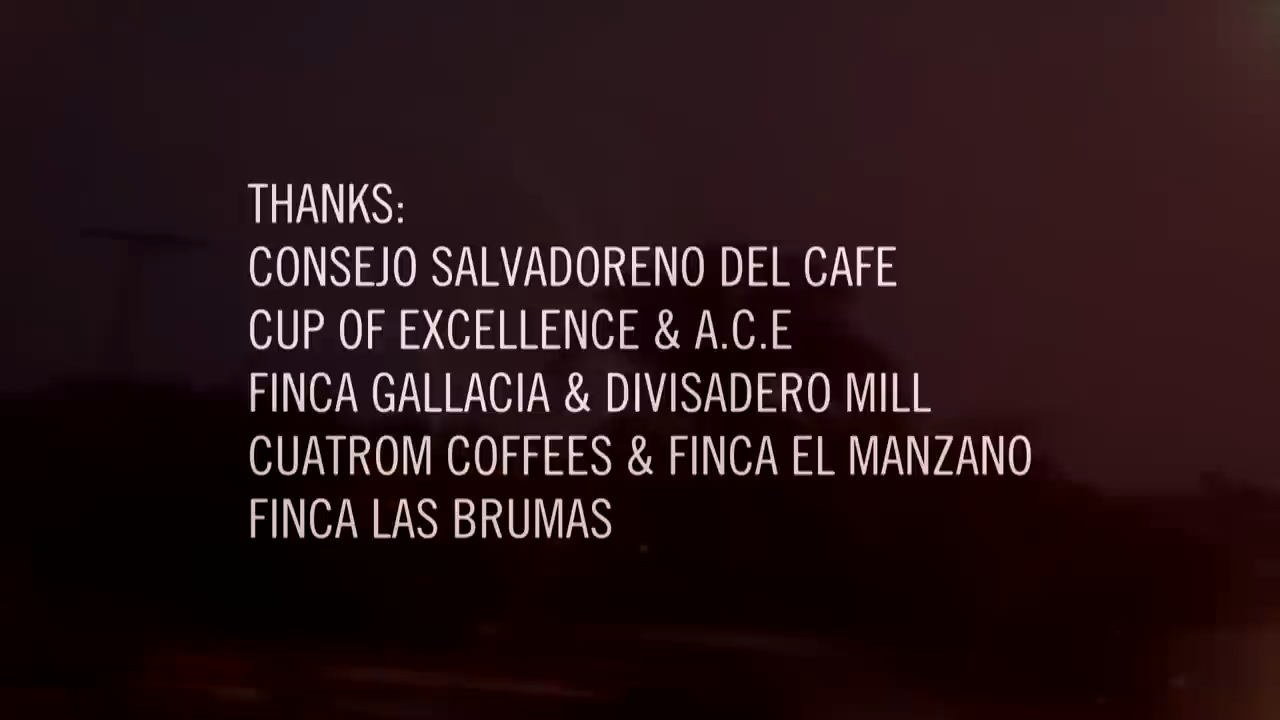 THANKS:
CONSEJO SALVADORENO DEL CAFE
CUP OF EXCELLENCE & A.C.E
FINCA GALLACIA & DIVISADERO MILL
CUATROM COFFEES & FINCA EL MANZANO
FINCA LAS BRUMAS